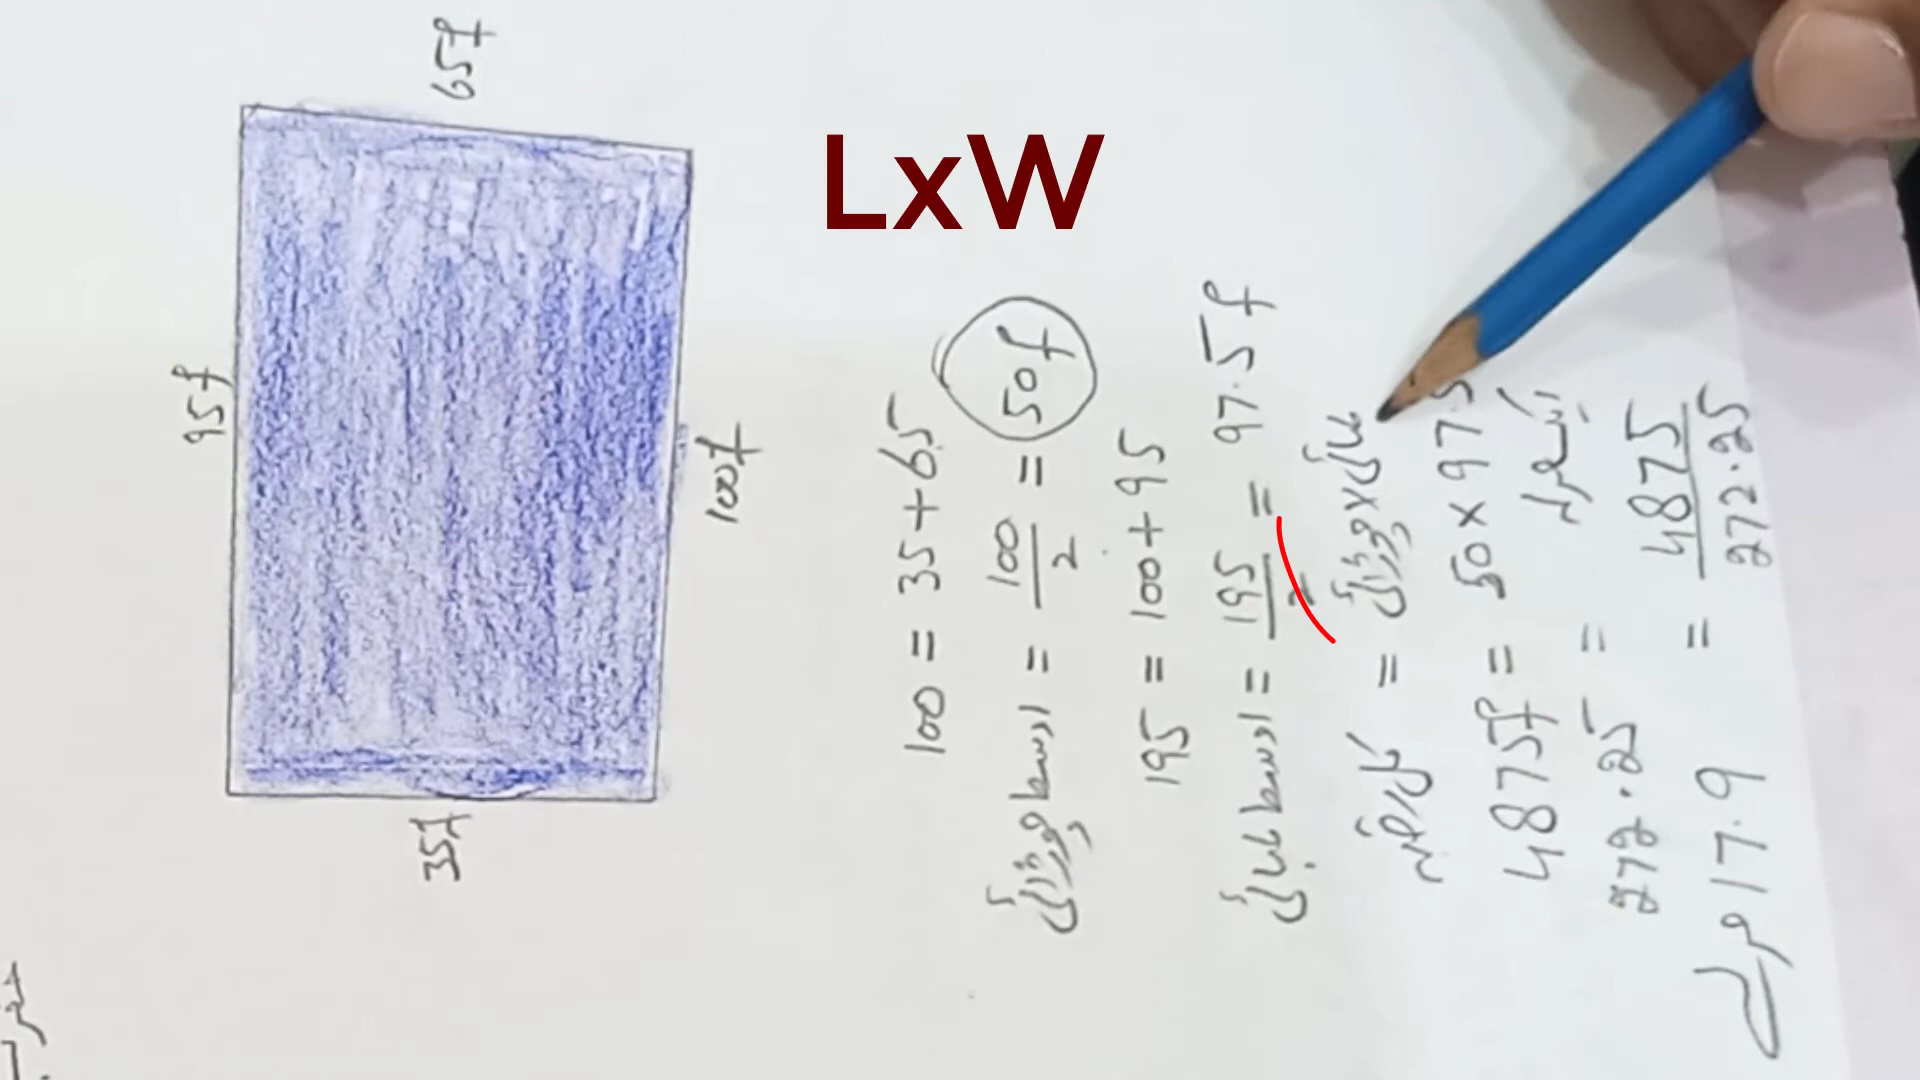 LxW
65f
95f
100f
35f
100 = 35+65
اوسط چوڑائی = 100/2 = 50f
195 = 100+95
اوسط لمبائی = 195/2 = 97.5f
کل رقبہ = چوڑائی x لمبائی
4875f = 50 x 97.5
272.25 = ایک مرلہ
= 4875/272.25
17.9 مرلے